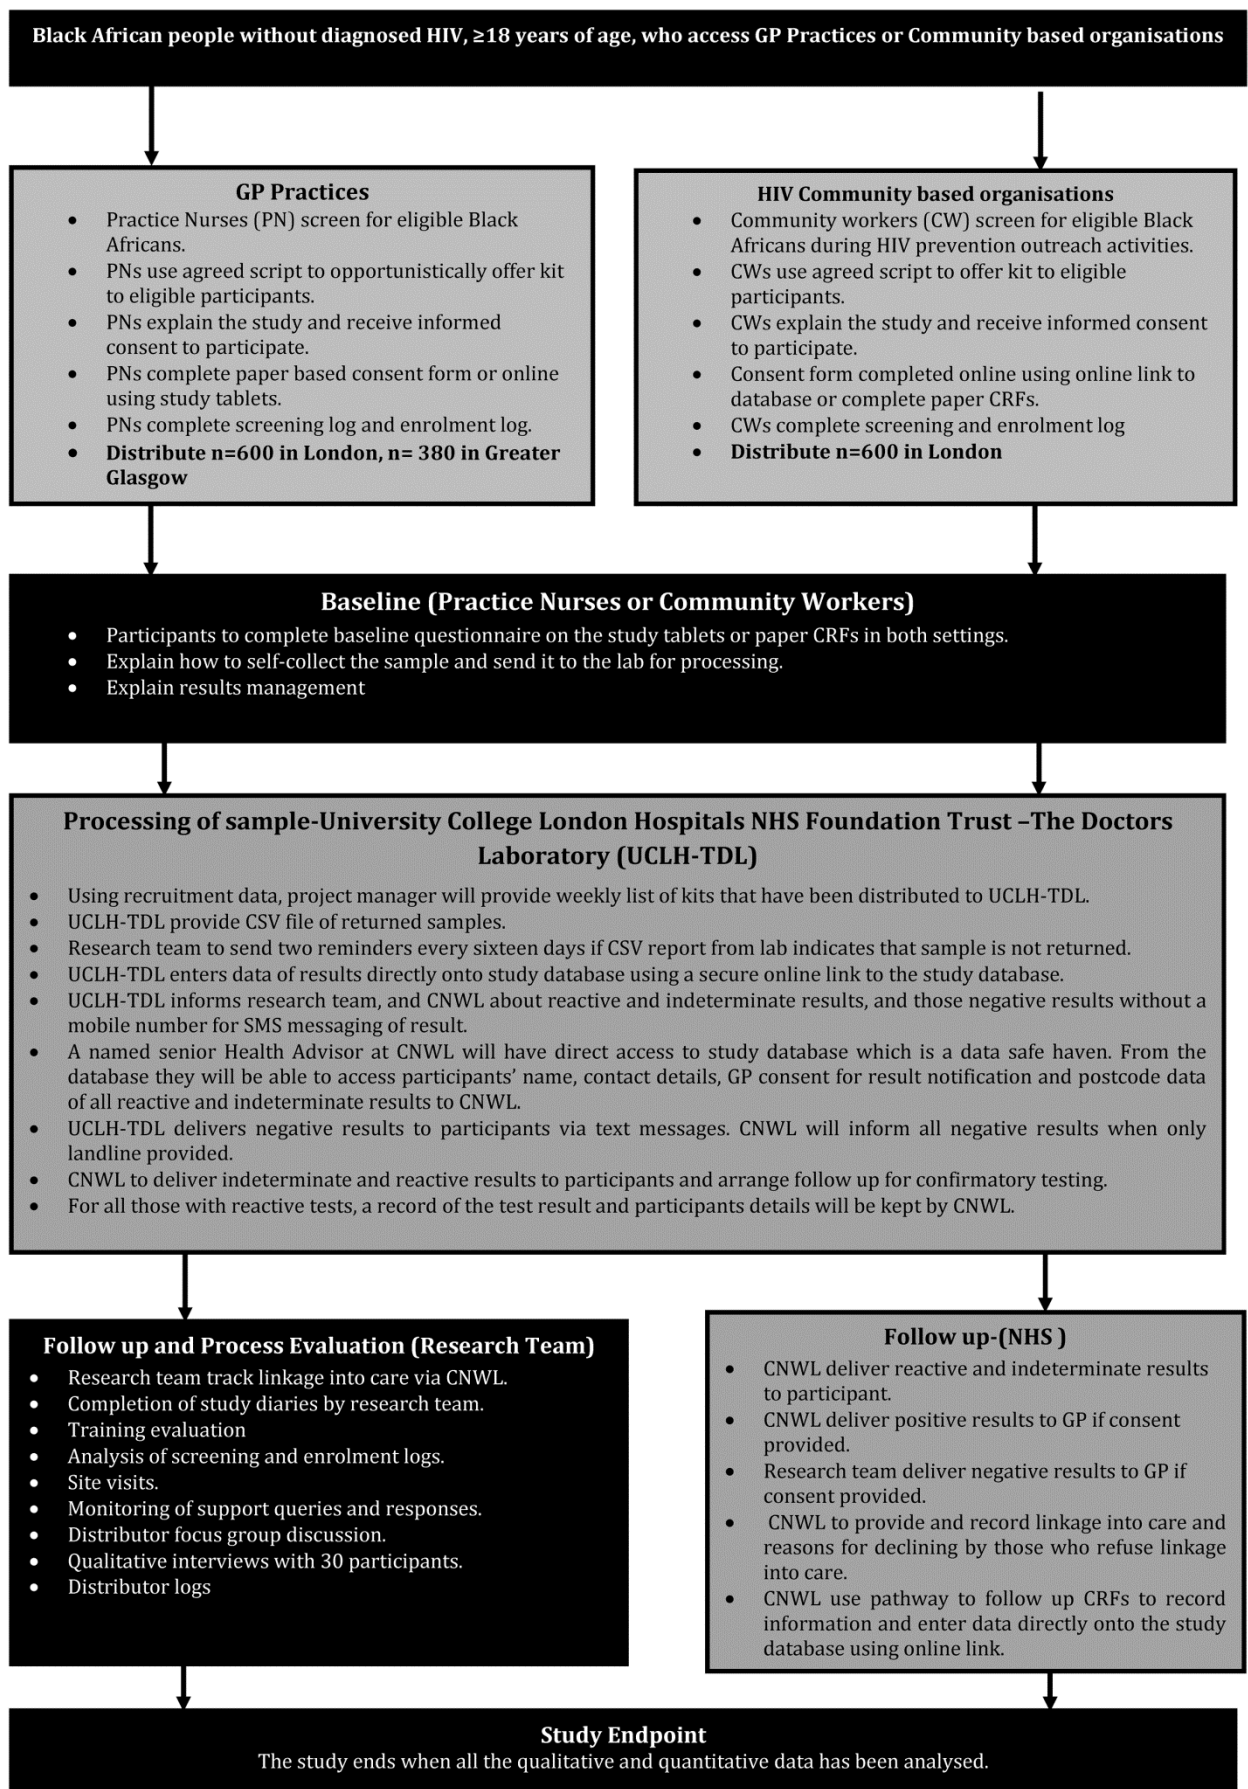 Black African people without diagnosed HIV, ≥18 years of age, who access GP Practices or Community based organisations
GP Practices
• Practice Nurses (PN) screen for eligible Black
Africans.
• PNs use agreed script to opportunistically offer kit
to eligible participants.
• PNs explain the study and receive informed
consent to participate.
• PNs complete paper based consent form or online
using study tablets.
• PNs complete screening log and enrolment log.
• Distribute n=600 in London, n= 380 in Greater
Glasgow
HIV Community based organisations
• Community workers (CW) screen for eligible Black
Africans during HIV prevention outreach activities.
• CWs use agreed script to offer kit to eligible
participants.
• CWs explain the study and receive informed consent
to participate.
• Consent form completed online using online link to
database or complete paper CRFs.
• CWs complete screening and enrolment log
• Distribute n=600 in London
Baseline (Practice Nurses or Community Workers)
• Participants to complete baseline questionnaire on the study tablets or paper CRFs in both settings.
• Explain how to self-collect the sample and send it to the lab for processing.
• Explain results management
Processing of sample-University College London Hospitals NHS Foundation Trust –The Doctors
Laboratory (UCLH-TDL)
• Using recruitment data, project manager will provide weekly list of kits that have been distributed to UCLH-TDL.
• UCLH-TDL provide CSV file of returned samples.
• Research team to send two reminders every sixteen days if CSV report from lab indicates that sample is not returned.
• UCLH-TDL enters data of results directly onto study database using a secure online link to the study database.
• UCLH-TDL informs research team, and CNWL about reactive and indeterminate results, and those negative results without a
mobile number for SMS messaging of result.
• A named senior Health Advisor at CNWL will have direct access to study database which is a data safe haven. From the
database they will be able to access participants’ name, contact details, GP consent for result notification and postcode data
of all reactive and indeterminate results to CNWL.
• UCLH-TDL delivers negative results to participants via text messages. CNWL will inform all negative results when only
landline provided.
• CNWL to deliver indeterminate and reactive results to participants and arrange follow up for confirmatory testing.
• For all those with reactive tests, a record of the test result and participants details will be kept by CNWL.
Follow up and Process Evaluation (Research Team)
• Research team track linkage into care via CNWL.
• Completion of study diaries by research team.
• Training evaluation
• Analysis of screening and enrolment logs.
• Site visits.
• Monitoring of support queries and responses.
• Distributor focus group discussion.
• Qualitative interviews with 30 participants.
• Distributor logs
Follow up-(NHS )
• CNWL deliver reactive and indeterminate results
to participant.
• CNWL deliver positive results to GP if consent
provided.
• Research team deliver negative results to GP if
consent provided.
• CNWL to provide and record linkage into care and
reasons for declining by those who refuse linkage
into care.
• CNWL use pathway to follow up CRFs to record
information and enter data directly onto the study
database using online link.
Study Endpoint
The study ends when all the qualitative and quantitative data has been analysed.